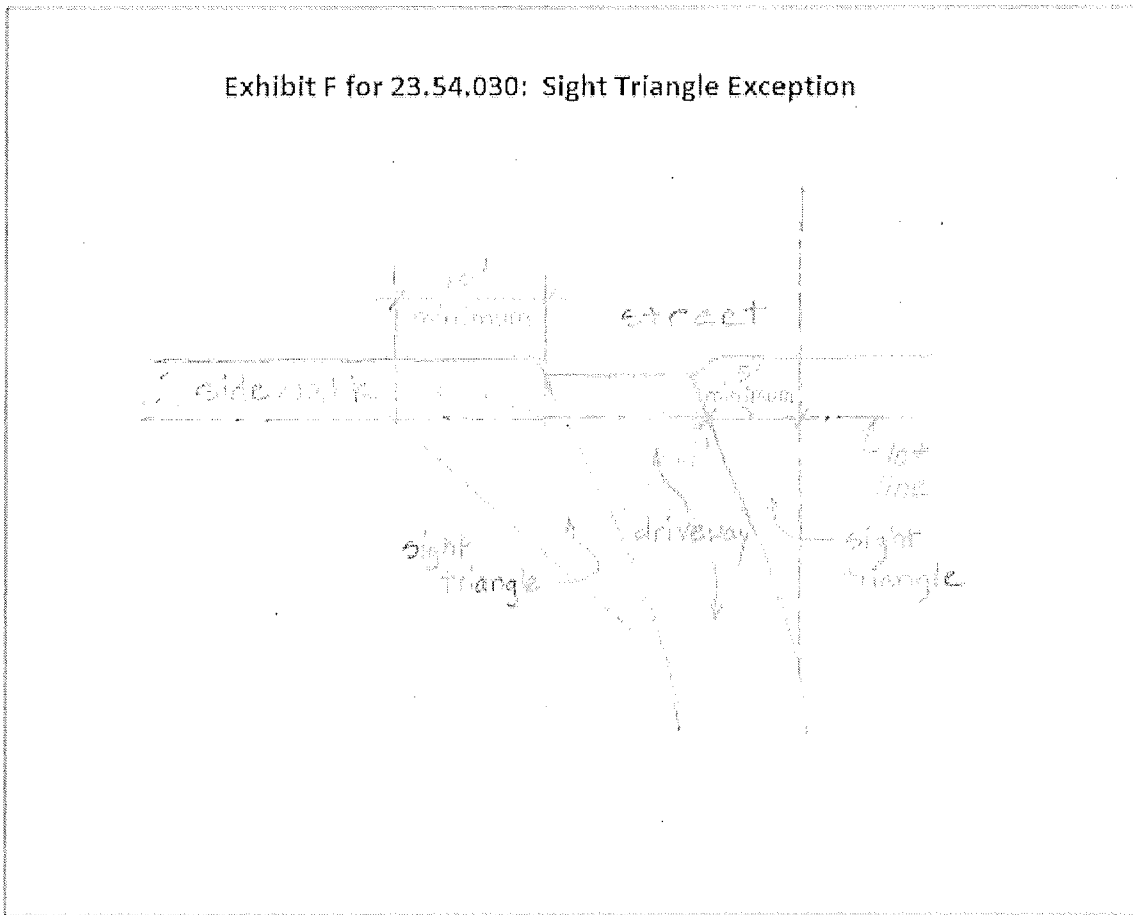 Exhibit F for 23.54.030: Sight Triangle Exception
10'
minimum
street
5'
minimum
sidewalk
lot
line
driveway
sight
triangle
sight
triangle